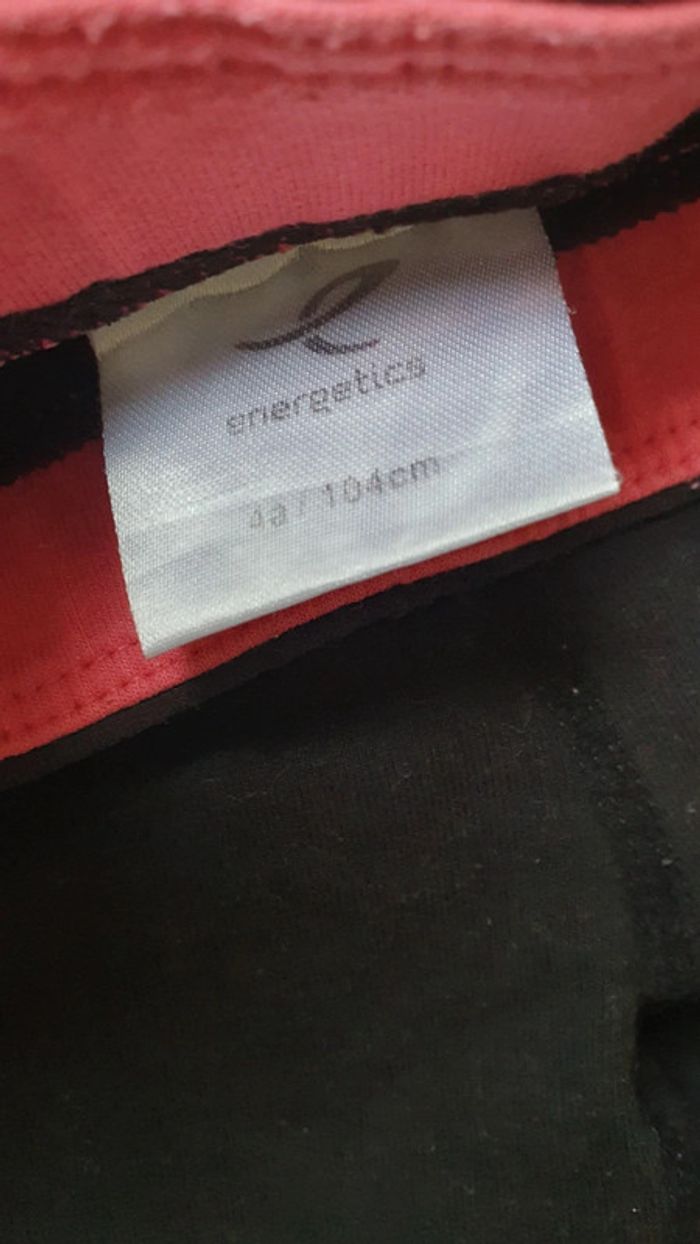 energetics
4a / 104cm